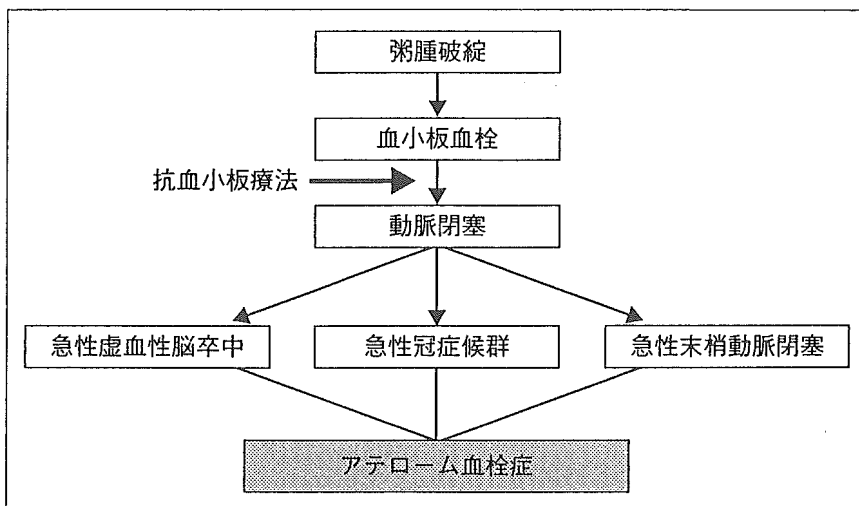 粥腫破綻
血小板血栓
抗血小板療法
動脈閉塞
急性虚血性脳卒中
急性冠症候群
急性末梢動脈閉塞
アテローム血栓症